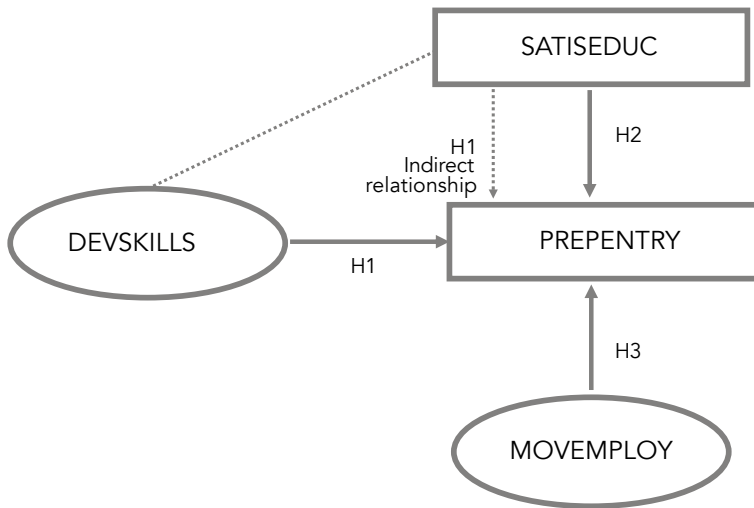 SATISEDUC
H2
H1
Indirect
relationship
DEVSKILLS
PREPENTRY
H1
H3
MOVEMPLOY